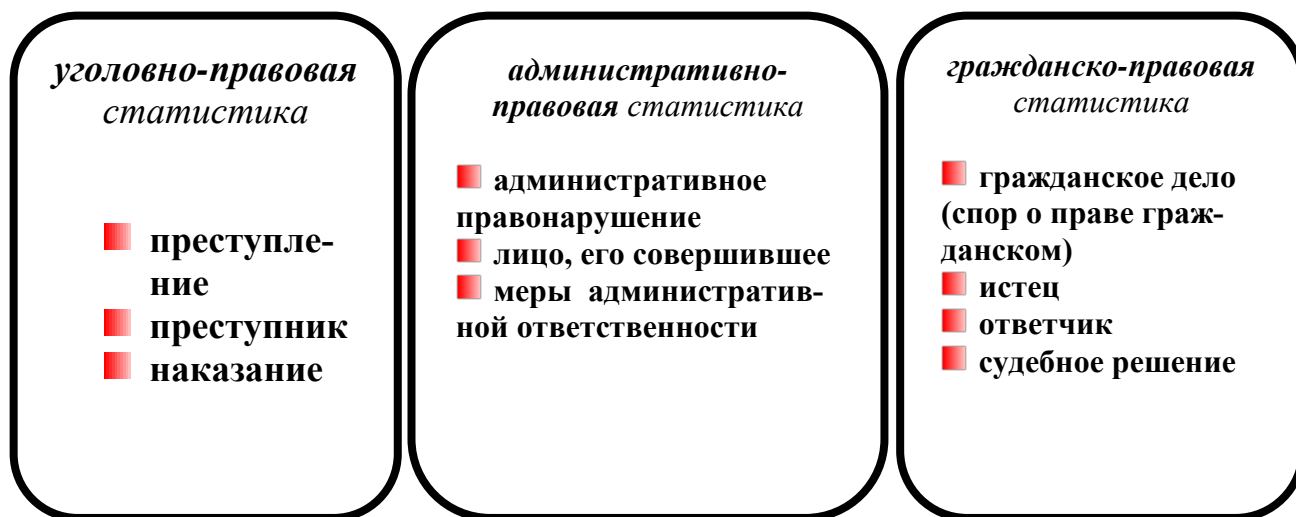 уголовно-правовая
статистика
преступле-
ние
преступник
наказание
административно-
правовая статистика
административное
правонарушение
лицо, его совершившее
меры административ-
ной ответственности
гражданско-правовая
статистика
гражданское дело
(спор о праве граж-
данском)
истец
ответчик
судебное решение